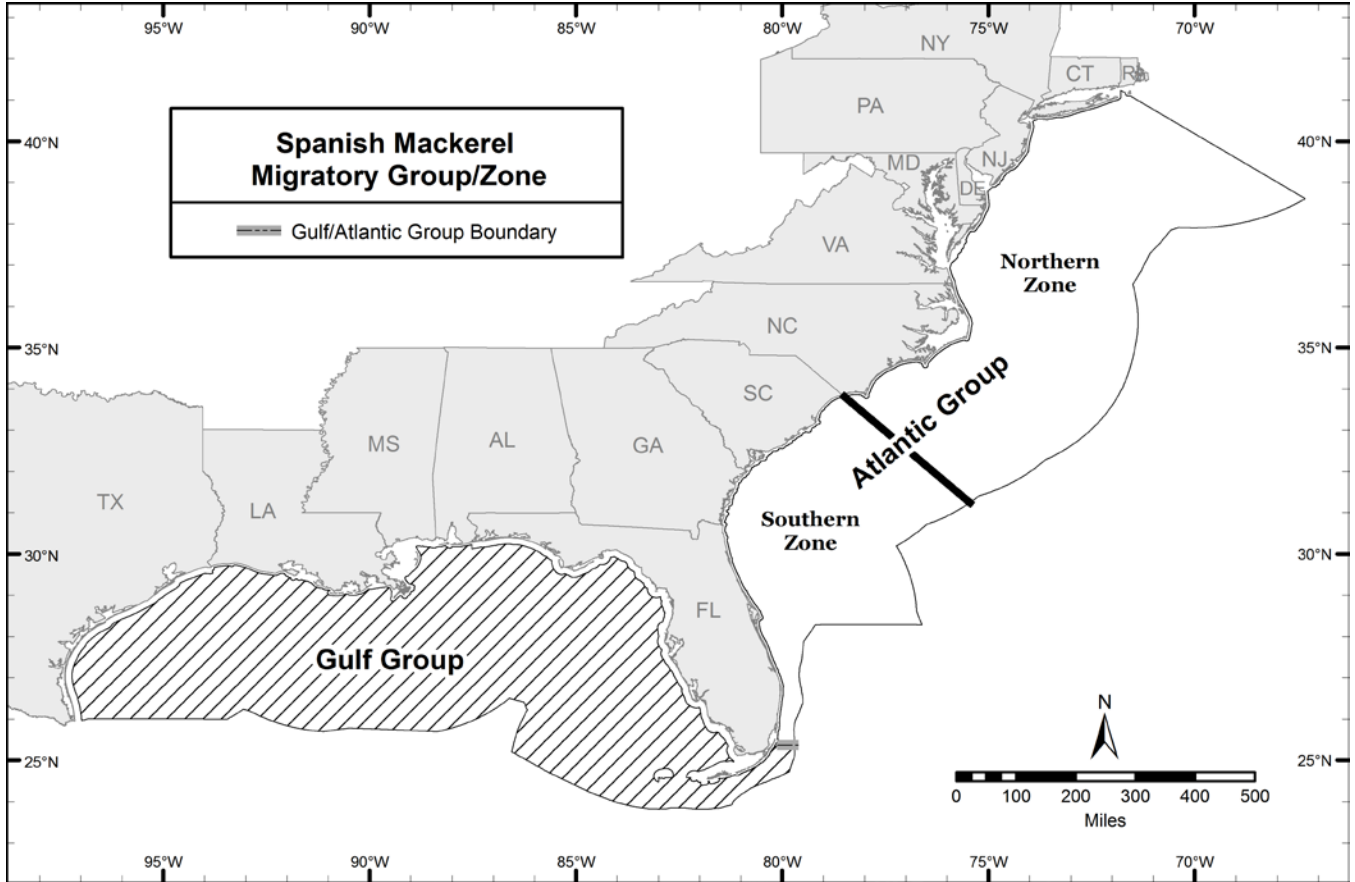 95°W 90°W 85°W 80°W 75°W 70°W
NY
CT
RI
PA
40°N
40°N
Spanish Mackerel
Migratory Group/Zone
Gulf/Atlantic Group Boundary
MD
NJ
DE
VA
Northern
Zone
NC
35°N
35°N
SC
Atlantic Group
MS
AL
GA
TX
LA
Southern
Zone
30°N
30°N
FL
Gulf Group
N
25°N
25°N
0 100 200 300 400 500
Miles
95°W 90°W 85°W 80°W 75°W 70°W